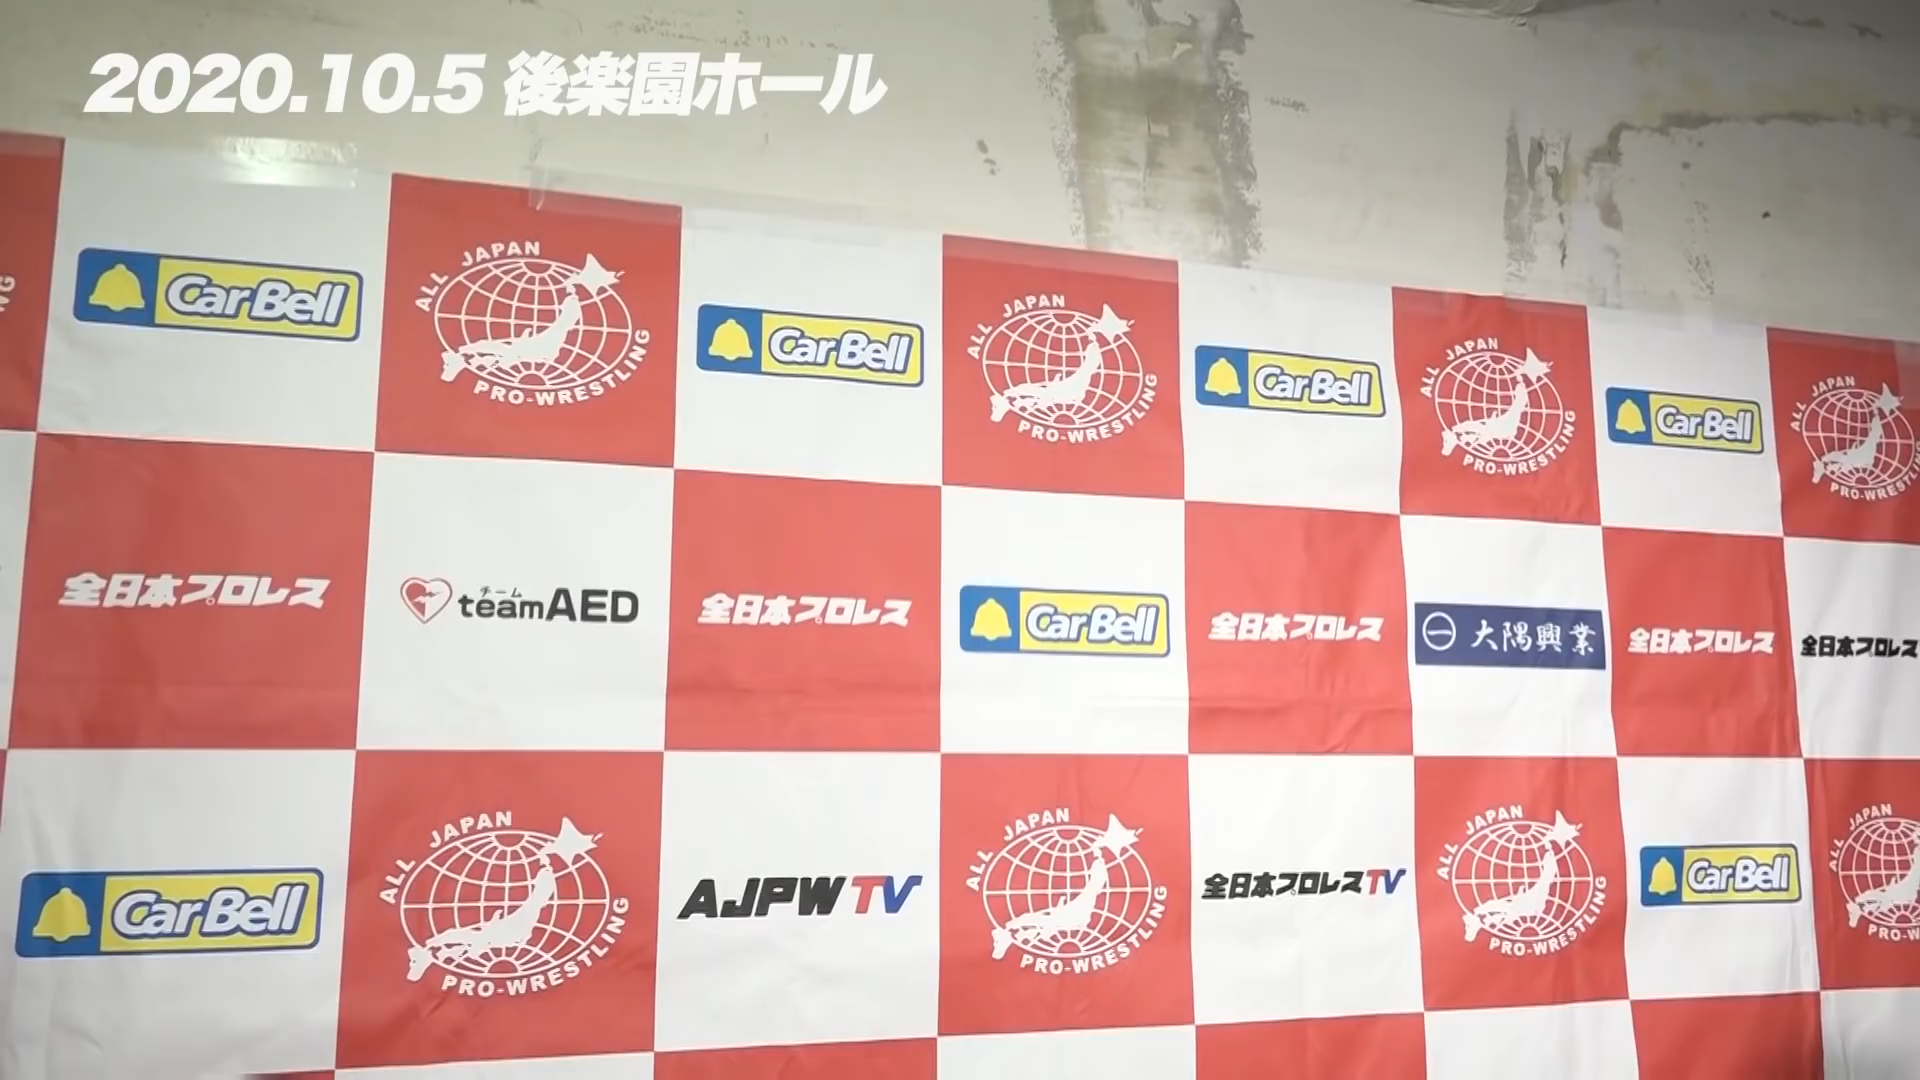 2020.10.5 後楽園ホール
NG
CarBell
ALL JAPAN PRO-WRESTLING
CarBell
ALL JAPAN PRO-WRESTLING
CarBell
ALL JAPAN PRO-WRESTLING
CarBell
ALL JAPAN PRO-WRESTLING
全日本プロレス
チーム
teamAED
全日本プロレス
CarBell
全日本プロレス
一 大隅興業
全日本プロレス
全日本プロレス
CarBell
ALL JAPAN PRO-WRESTLING
AJPW TV
ALL JAPAN PRO-WRESTLING
全日本プロレスTV
ALL JAPAN PRO-WRESTLING
CarBell
ALL JAPAN PRO-W